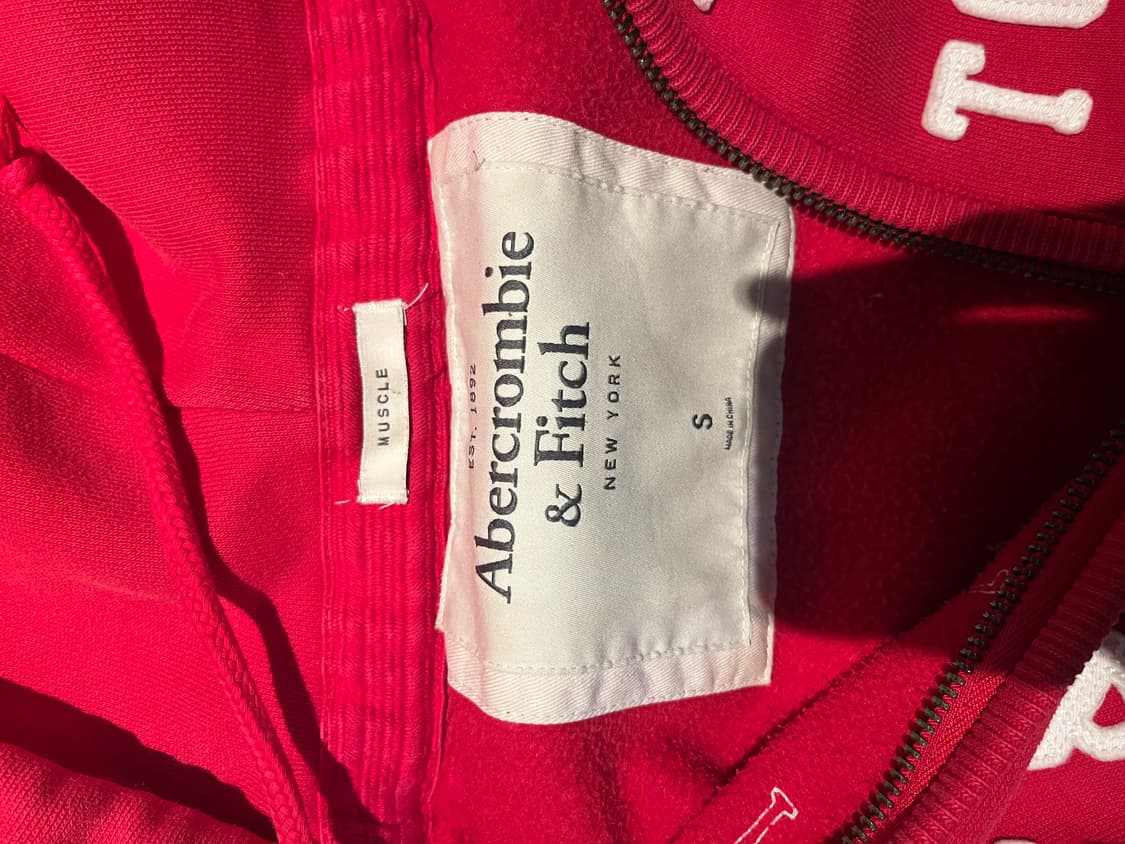 MUSCLE
EST. 1892
Abercrombie
& Fitch
NEW YORK
S
MADE IN CHINA
T